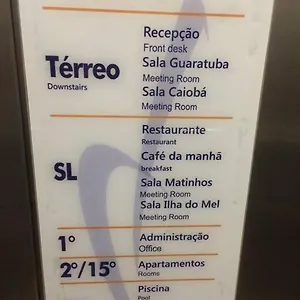 Recepção
Front desk
Térreo
Downstairs
Sala Guaratuba
Meeting Room
Sala Caiobá
Meeting Room
SL
Restaurante
Restaurant
Café da manhã
breakfast
Sala Matinhos
Meeting Room
Sala Ilha do Mel
Meeting Room
1° Administração
Office
2°/15° Apartamentos
Rooms
Piscina
Pool